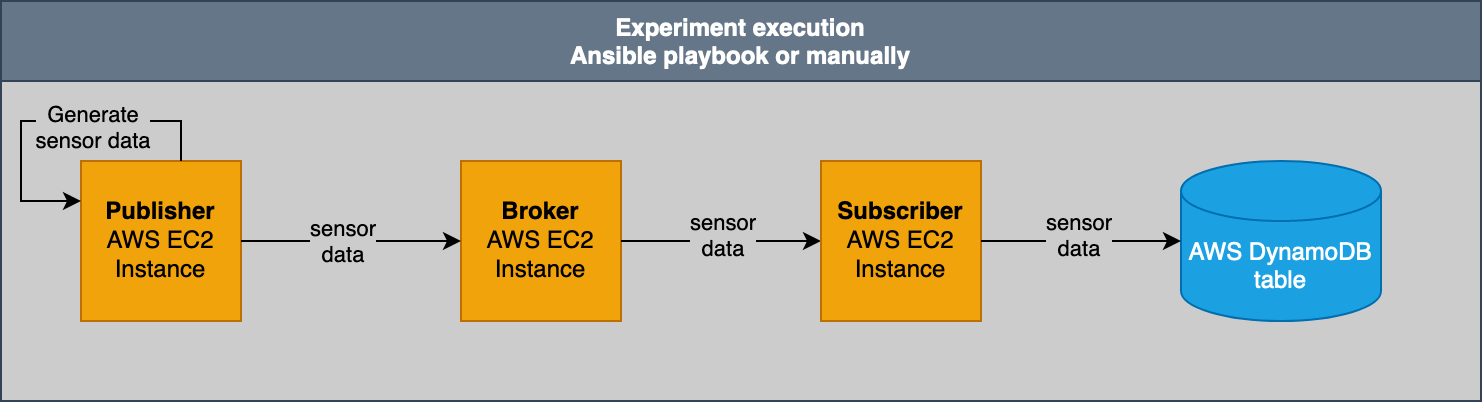 Experiment execution
Ansible playbook or manually
Generate
sensor data
Publisher
AWS EC2
Instance
sensor
data
Broker
AWS EC2
Instance
sensor
data
Subscriber
AWS EC2
Instance
sensor
data
AWS DynamoDB
table